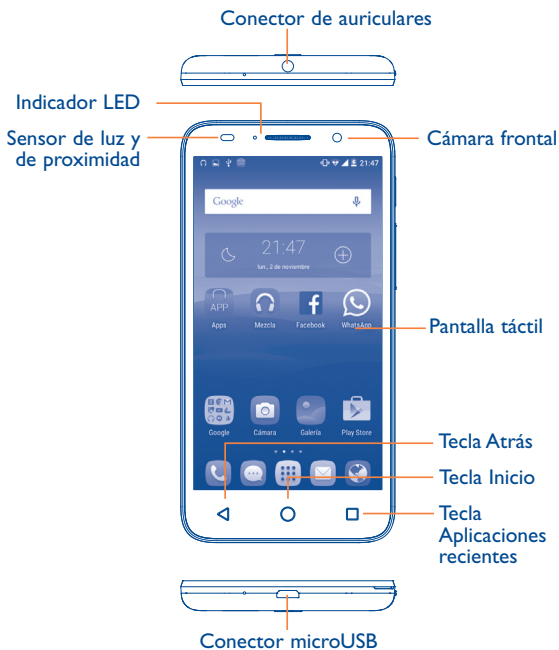 Conector de auriculares
Indicador LED
Sensor de luz y
de proximidad
Cámara frontal
21:47
Google
21:47
lun., 2 de noviembre
APP
Apps
Mezcla
Facebook
WhatsApp
Pantalla táctil
Google
Cámara
Galería
Play Store
Tecla Atrás
Tecla Inicio
Tecla
Aplicaciones
recientes
Conector microUSB